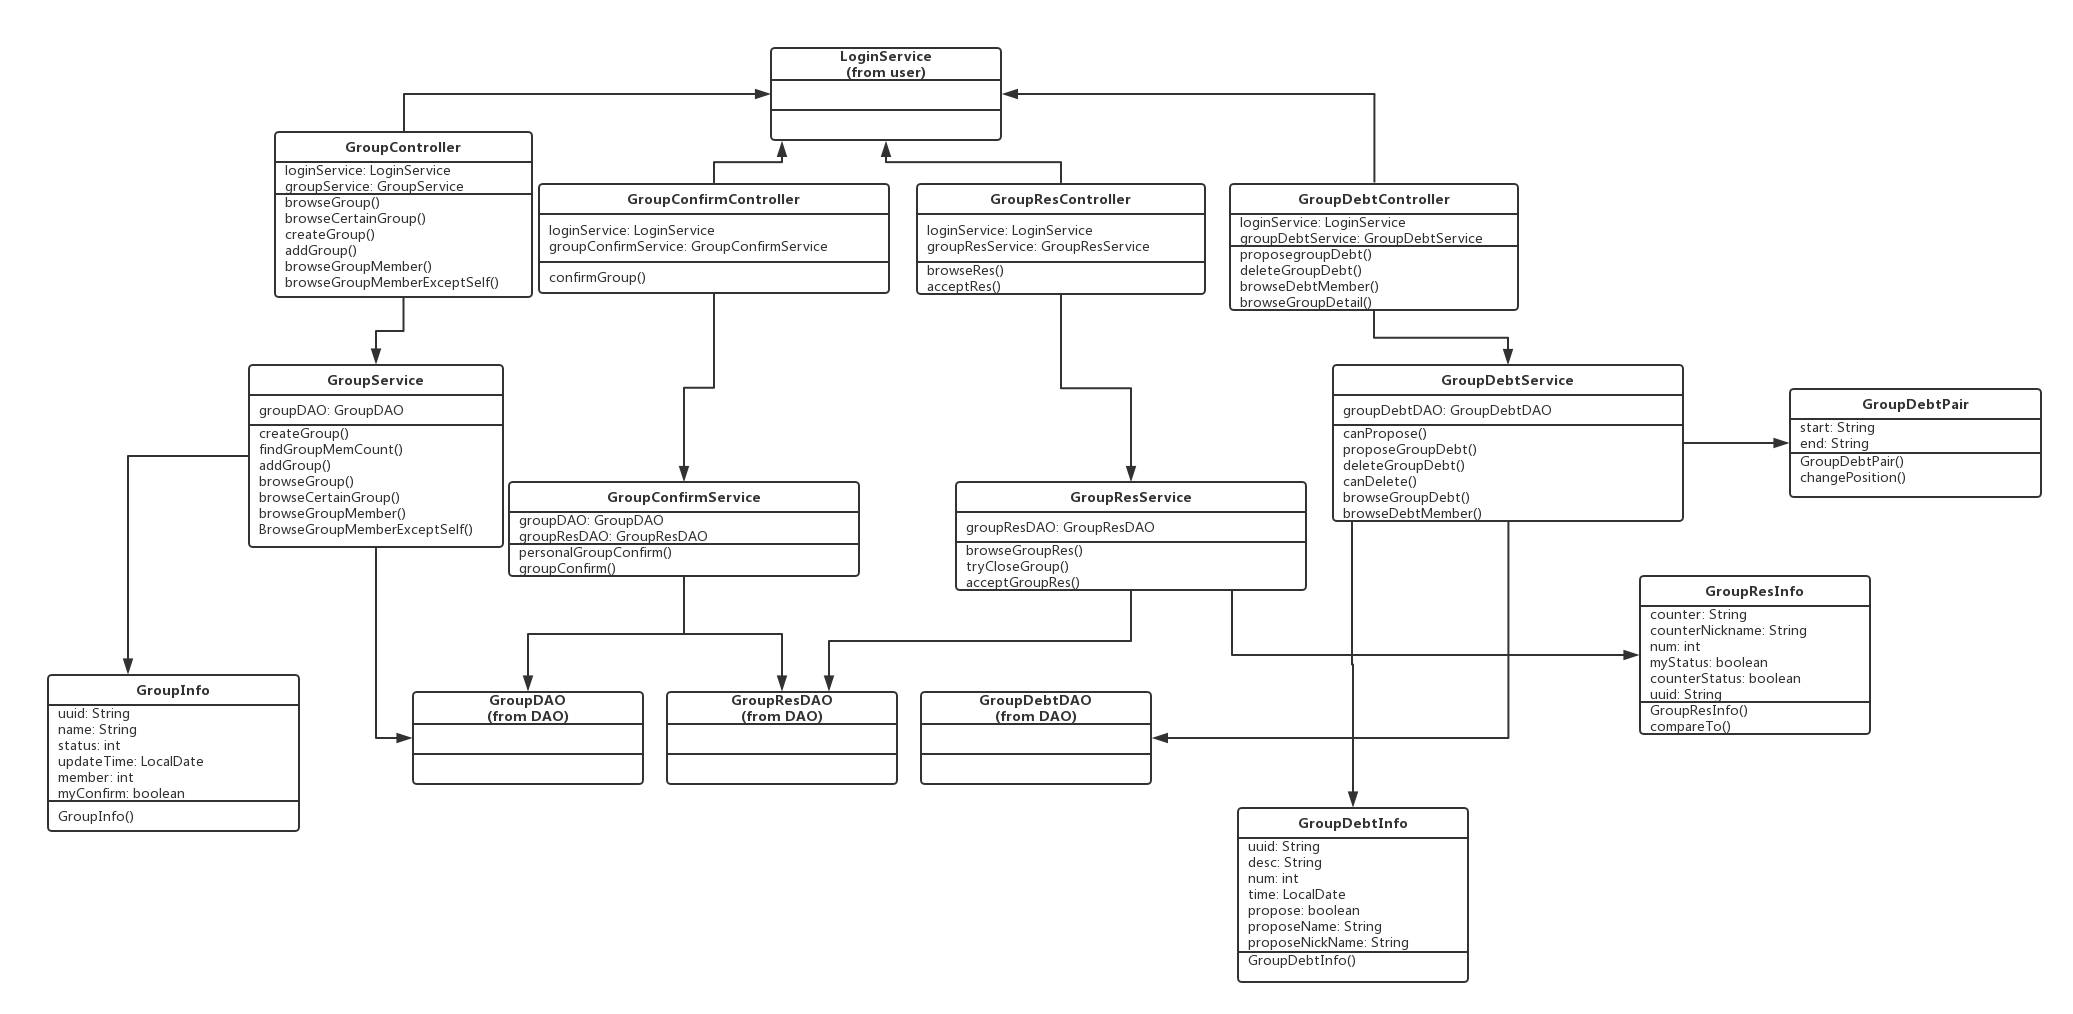 LoginService
(from user)
GroupController
loginService: LoginService
groupService: GroupService
browseGroup()
browseCertainGroup()
createGroup()
addGroup()
browseGroupMember()
browseGroupMemberExceptSelf()
GroupConfirmController
loginService: LoginService
groupConfirmService: GroupConfirmService
confirmGroup()
GroupResController
loginService: LoginService
groupResService: GroupResService
browseRes()
acceptRes()
GroupDebtController
loginService: LoginService
groupDebtService: GroupDebtService
proposegroupDebt()
deleteGroupDebt()
browseDebtMember()
browseGroupDetail()
GroupService
groupDAO: GroupDAO
createGroup()
findGroupMemCount()
addGroup()
browseGroup()
browseCertainGroup()
browseGroupMember()
BrowseGroupMemberExceptSelf()
GroupDebtService
groupDebtDAO: GroupDebtDAO
canPropose()
proposeGroupDebt()
deleteGroupDebt()
canDelete()
browseGroupDebt()
browseDebtMember()
GroupDebtPair
start: String
end: String
GroupDebtPair()
changePosition()
GroupConfirmService
groupDAO: GroupDAO
groupResDAO: GroupResDAO
personalGroupConfirm()
groupConfirm()
GroupResService
groupResDAO: GroupResDAO
browseGroupRes()
tryCloseGroup()
acceptGroupRes()
GroupResInfo
counter: String
counterNickname: String
num: int
myStatus: boolean
counterStatus: boolean
uuid: String
GroupResInfo()
compareTo()
GroupInfo
uuid: String
name: String
status: int
updateTime: LocalDate
member: int
myConfirm: boolean
GroupInfo()
GroupDAO
(from DAO)
GroupResDAO
(from DAO)
GroupDebtDAO
(from DAO)
GroupDebtInfo
uuid: String
desc: String
num: int
time: LocalDate
propose: boolean
proposeName: String
proposeNickName: String
GroupDebtInfo()